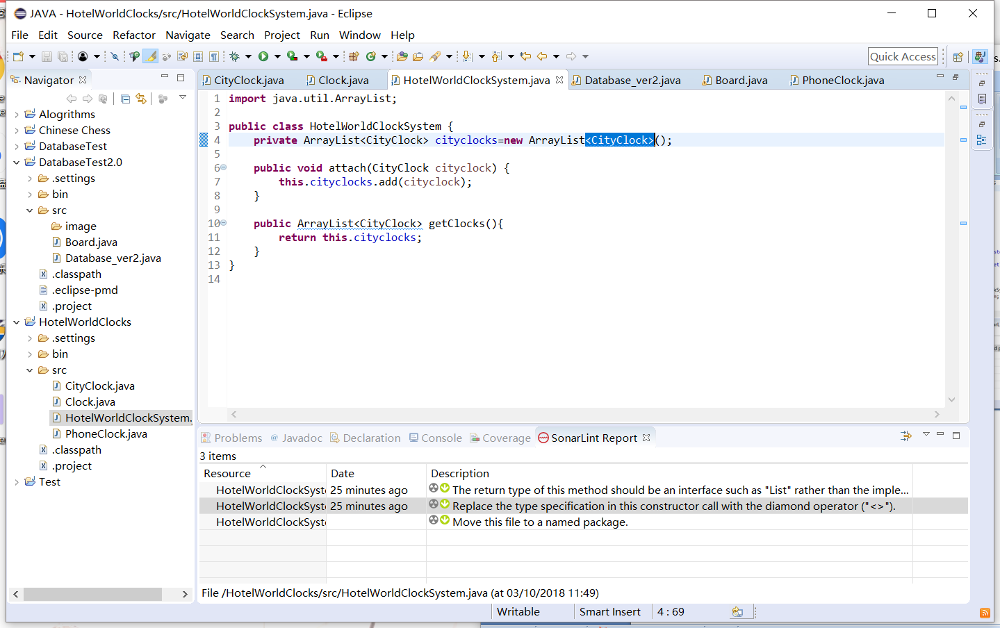 JAVA - HotelWorldClocks/src/HotelWorldClockSystem.java - Eclipse
File Edit Source Refactor Navigate Search Project Run Window Help
Quick Access
Navigator
CityClock.java Clock.java HotelWorldClockSystem.java Database_ver2.java Board.java PhoneClock.java
Alogrithms
Chinese Chess
DatabaseTest
DatabaseTest2.0
.settings
bin
src
image
Board.java
Database_ver2.java
.classpath
.eclipse-pmd
.project
HotelWorldClocks
.settings
bin
src
CityClock.java
Clock.java
HotelWorldClockSystem.
PhoneClock.java
.classpath
.project
Test
1 import java.util.ArrayList;
2
3 public class HotelWorldClockSystem {
4 private ArrayList<CityClock> cityclocks=new ArrayList<CityClock>();
5
6 public void attach(CityClock cityclock) {
7 this.cityclocks.add(cityclock);
8 }
9
10 public ArrayList<CityClock> getClocks(){
11 return this.cityclocks;
12 }
13 }
14
Problems Javadoc Declaration Console Coverage SonarLint Report
3 items
Resource Date Description
HotelWorldClockSyste 25 minutes ago The return type of this method should be an interface such as "List" rather than the imple...
HotelWorldClockSyste 25 minutes ago Replace the type specification in this constructor call with the diamond operator ("<>").
HotelWorldClockSyste Move this file to a named package.
File /HotelWorldClocks/src/HotelWorldClockSystem.java (at 03/10/2018 11:49)
Writable Smart Insert 4 : 69